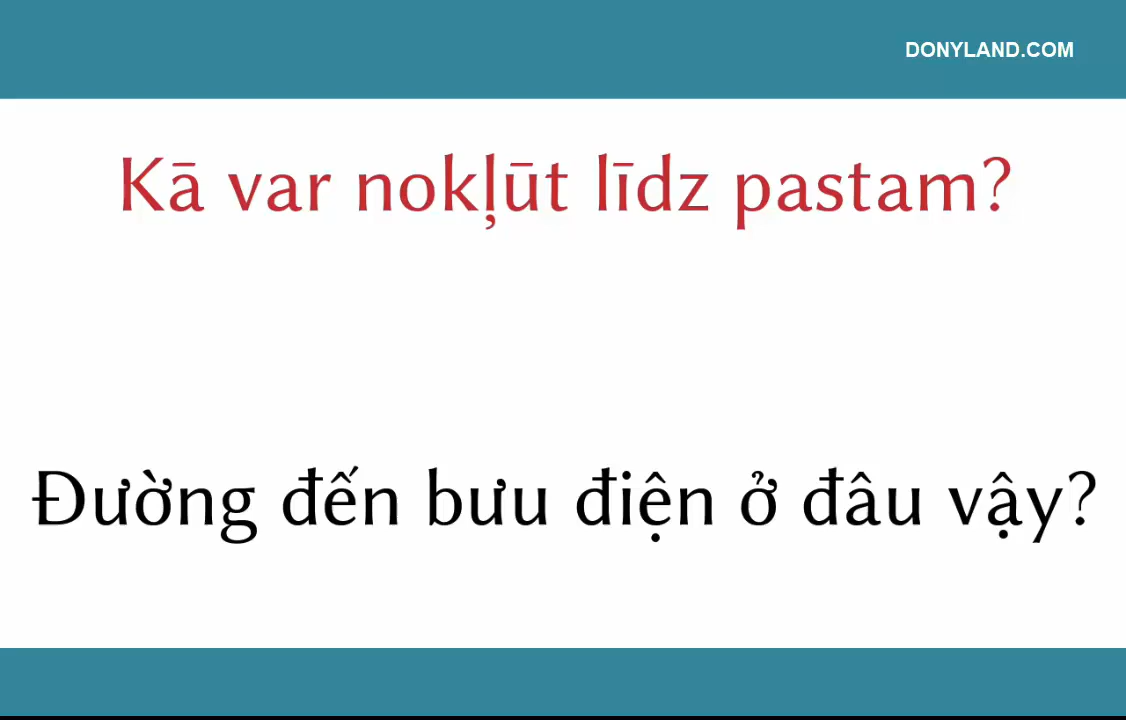 DONYLAND.COM
Kā var nokļūt līdz pastam?
Đường đến bưu điện ở đâu vậy?